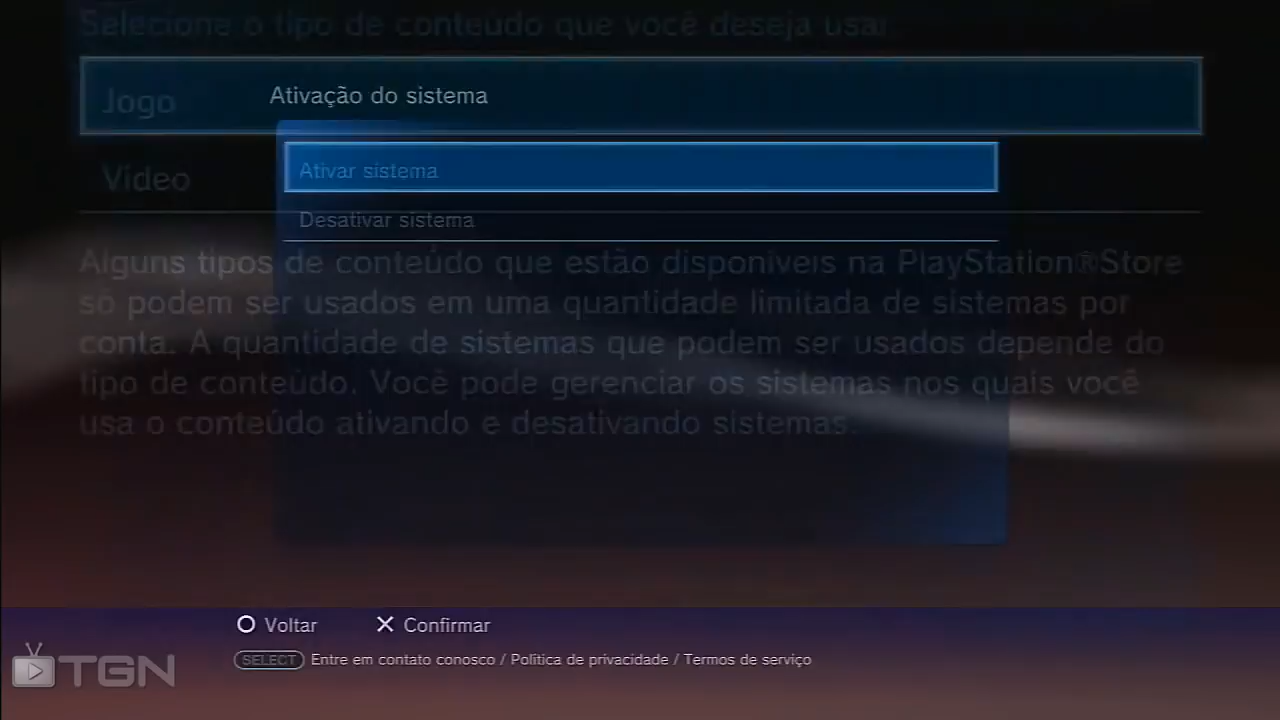 Selecione o tipo de conteúdo que você deseja usar.
Jogo
Ativação do sistema
Ativar sistema
Vídeo
Desativar sistema
Alguns tipos de conteúdo que estão disponíveis na PlayStation®Store
só podem ser usados em uma quantidade limitada de sistemas por
conta. A quantidade de sistemas que podem ser usados depende do
tipo de conteúdo. Você pode gerenciar os sistemas nos quais você
usa o conteúdo ativando e desativando sistemas.
Voltar Confirmar
SELECT Entre em contato conosco / Política de privacidade / Termos de serviço
TGN